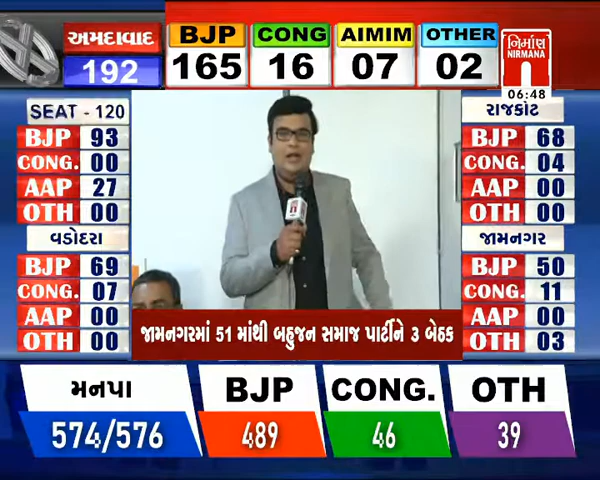 અમદાવાદ
192
BJP CONG AIMIM OTHER
165 16 07 02
નિર્માણ
NIRMANA
06:48
SEAT - 120
BJP 93
CONG. 00
AAP 27
OTH 00
વડોદરા
BJP 69
CONG. 07
AAP 00
OTH 00
રાજકોટ
BJP 68
CONG. 04
AAP 00
OTH 00
જામનગર
BJP 50
CONG. 11
AAP 00
OTH 03
જામનગરમાં 51 માંથી બહુજન સમાજ પાર્ટીને 3 બેઠક
મનપા BJP CONG. OTH
574/576 489 46 39